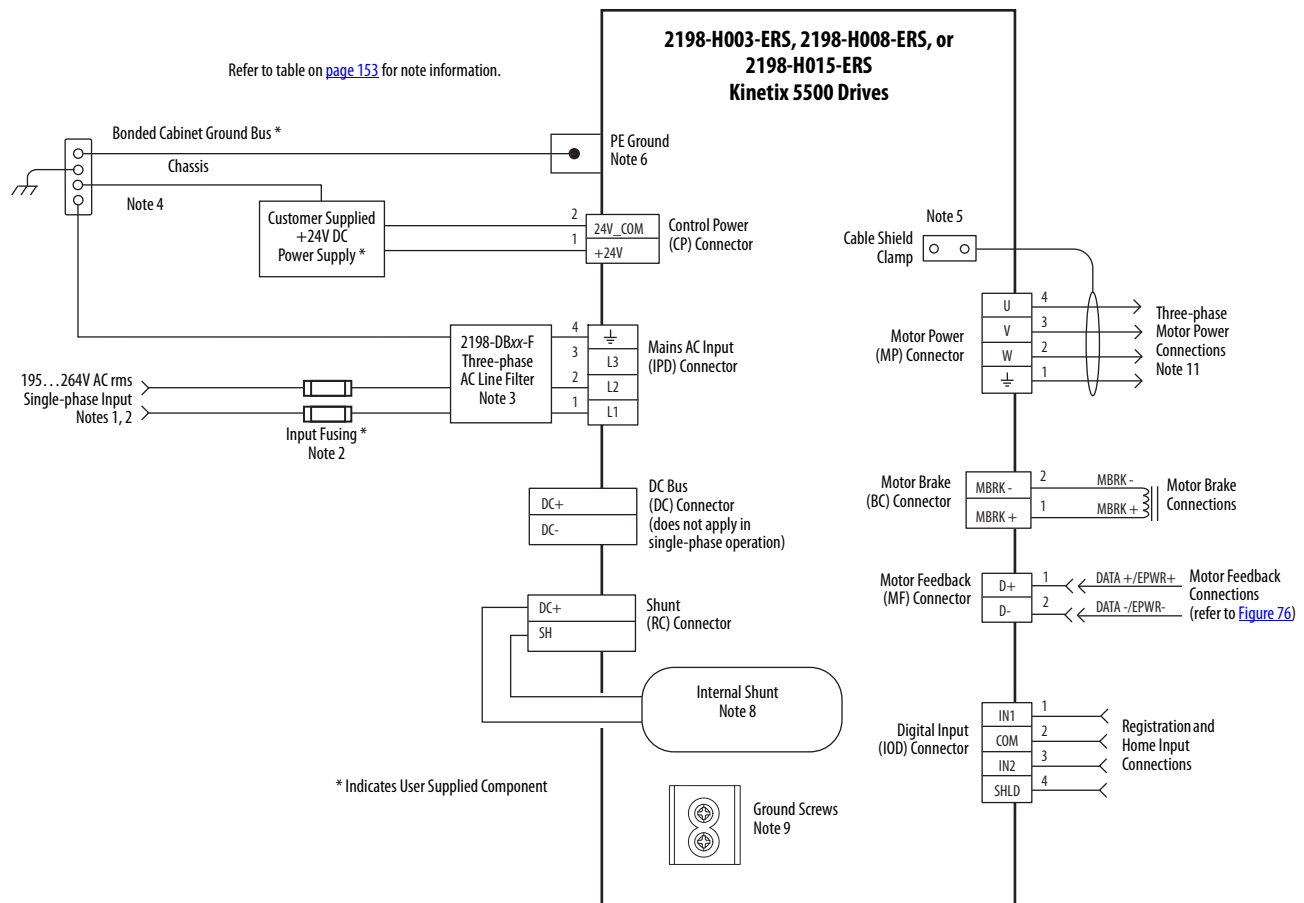 2198-H003-ERS, 2198-H008-ERS, or
2198-H015-ERS
Kinetix 5500 Drives
Refer to table on page 153 for note information.
Bonded Cabinet Ground Bus *
Chassis
Note 4
PE Ground
Note 6
Customer Supplied
+24V DC
Power Supply *
2
1
24V_COM
+24V
Control Power
(CP) Connector
Note 5
Cable Shield
Clamp
195…264V AC rms
Single-phase Input
Notes 1, 2
Input Fusing *
Note 2
2198-DBxx-F
Three-phase
AC Line Filter
Note 3
4
3
2
1
L3
L2
L1
Mains AC Input
(IPD) Connector
Motor Power
(MP) Connector
U
V
W
4
3
2
1
Three-phase
Motor Power
Connections
Note 11
DC+
DC-
DC Bus
(DC) Connector
(does not apply in
single-phase operation)
Motor Brake
(BC) Connector
MBRK -
MBRK +
2
1
MBRK -
MBRK +
Motor Brake
Connections
DC+
SH
Shunt
(RC) Connector
Motor Feedback
(MF) Connector
D+
D-
1
2
DATA +/EPWR+
DATA -/EPWR-
Motor Feedback
Connections
(refer to Figure 76)
Internal Shunt
Note 8
Digital Input
(IOD) Connector
IN1
COM
IN2
SHLD
1
2
3
4
Registration and
Home Input
Connections
* Indicates User Supplied Component
Ground Screws
Note 9